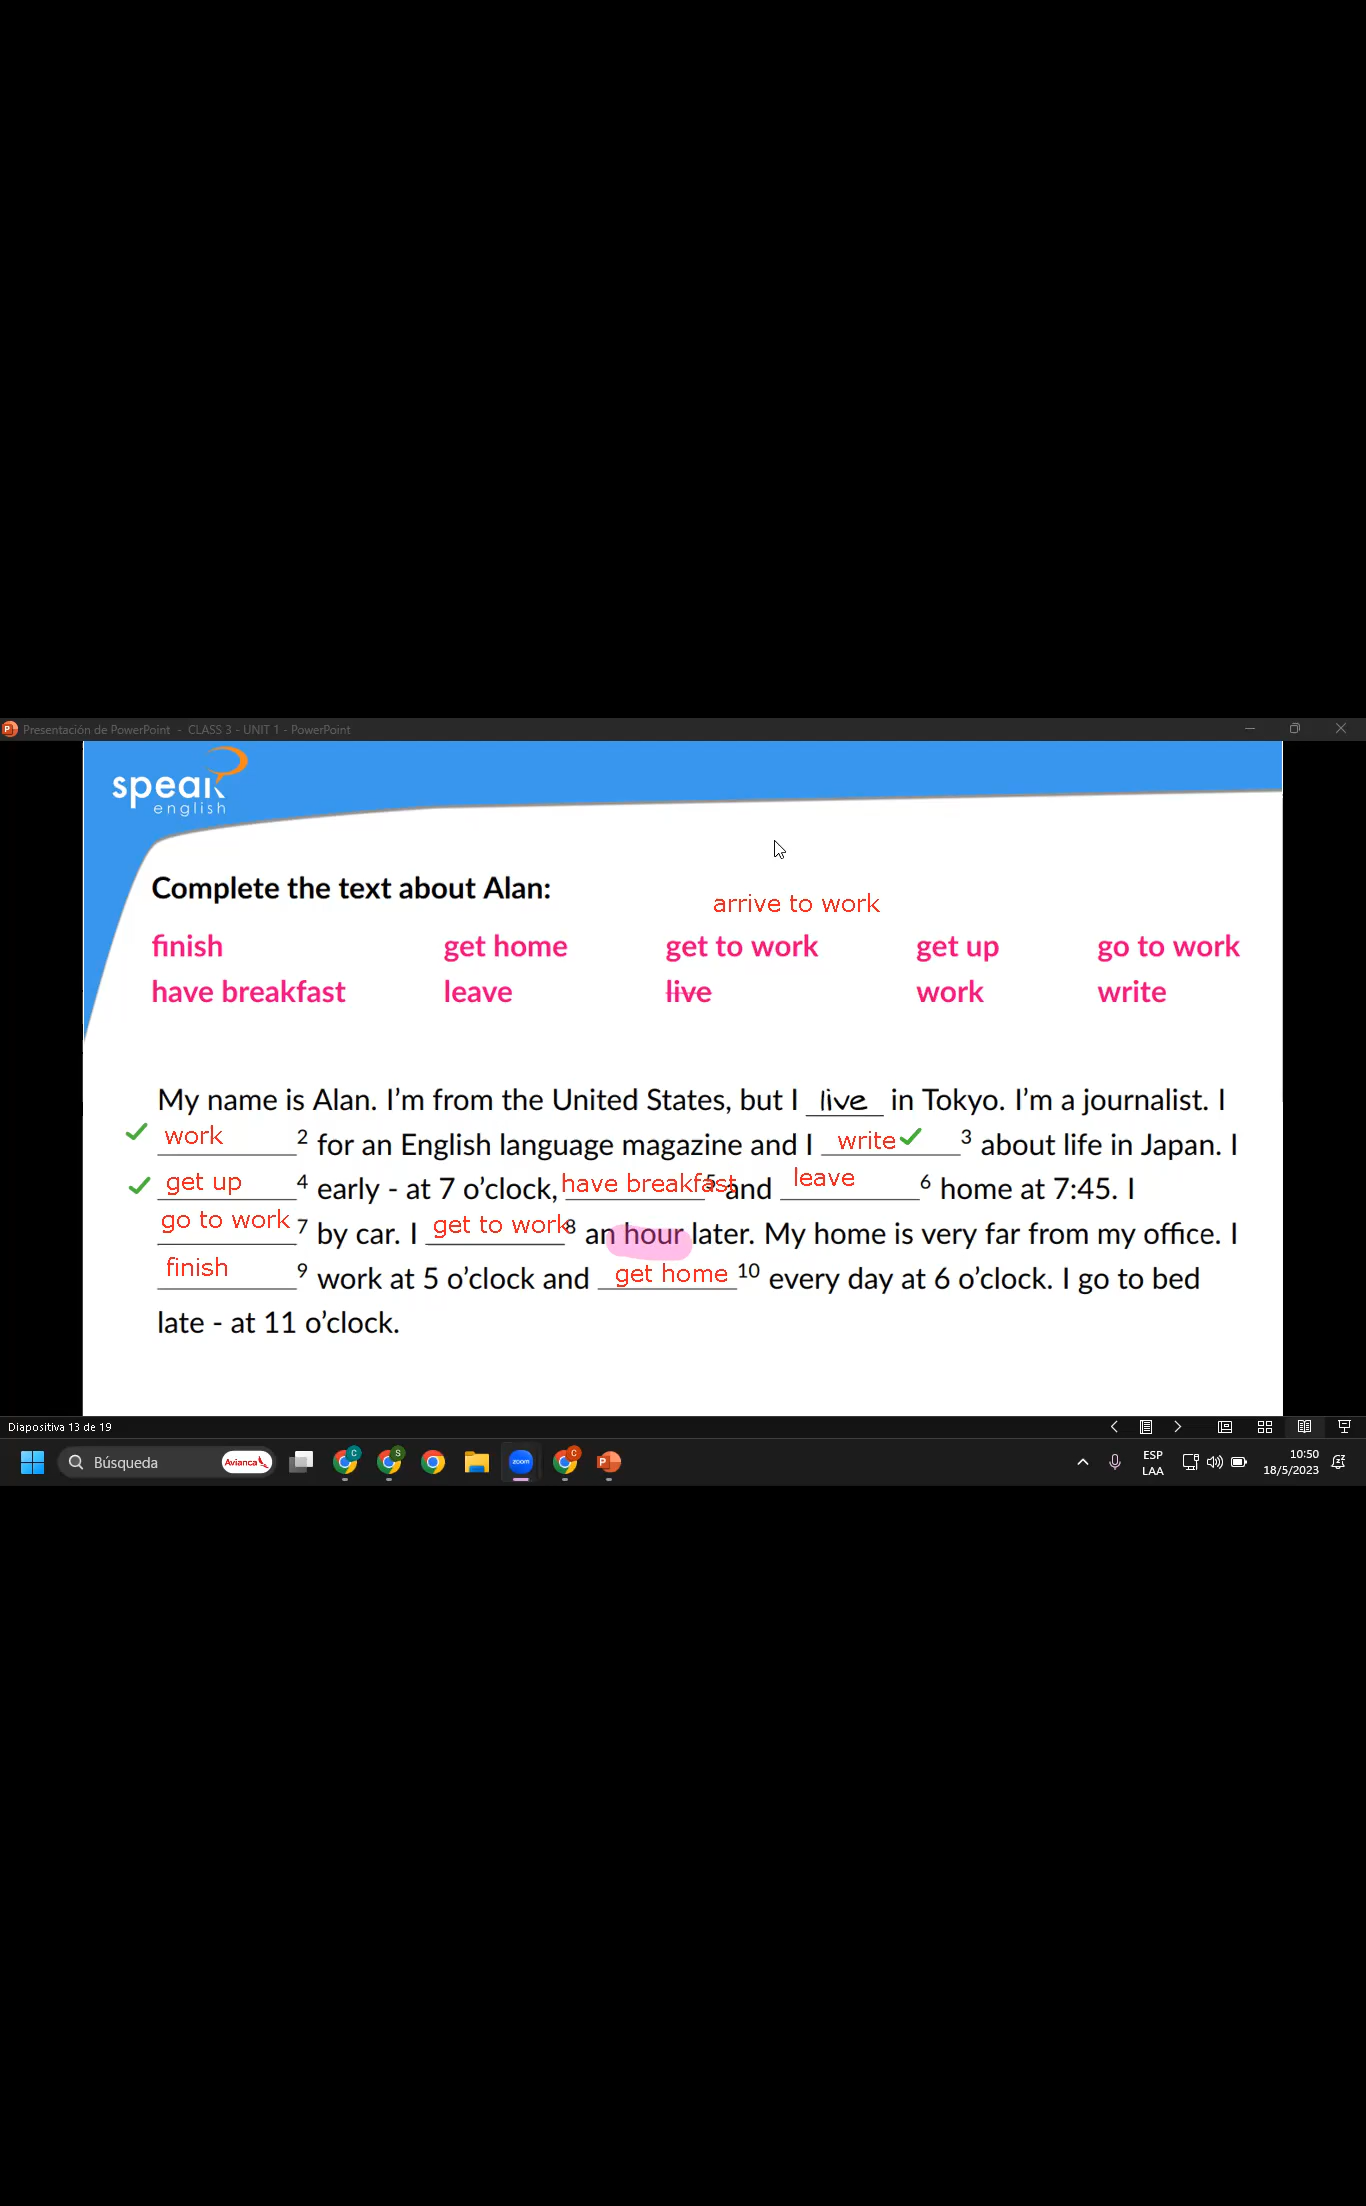 Presentación de PowerPoint - CLASS 3 - UNIT 1 - PowerPoint
speak
english
Complete the text about Alan:
arrive to work
finish get home get to work get up go to work
have breakfast leave live work write
My name is Alan. I'm from the United States, but I live in Tokyo. I'm a journalist. I
work 2 for an English language magazine and I write 3 about life in Japan. I
get up 4 early - at 7 o'clock, have breakfast 5 and leave 6 home at 7:45. I
go to work 7 by car. I get to work 8 an hour later. My home is very far from my office. I
finish 9 work at 5 o'clock and get home 10 every day at 6 o'clock. I go to bed
late - at 11 o'clock.
Diapositiva 13 de 19
Búsqueda Avianca C S zoom C P ESP 10:50
LAA 18/5/2023